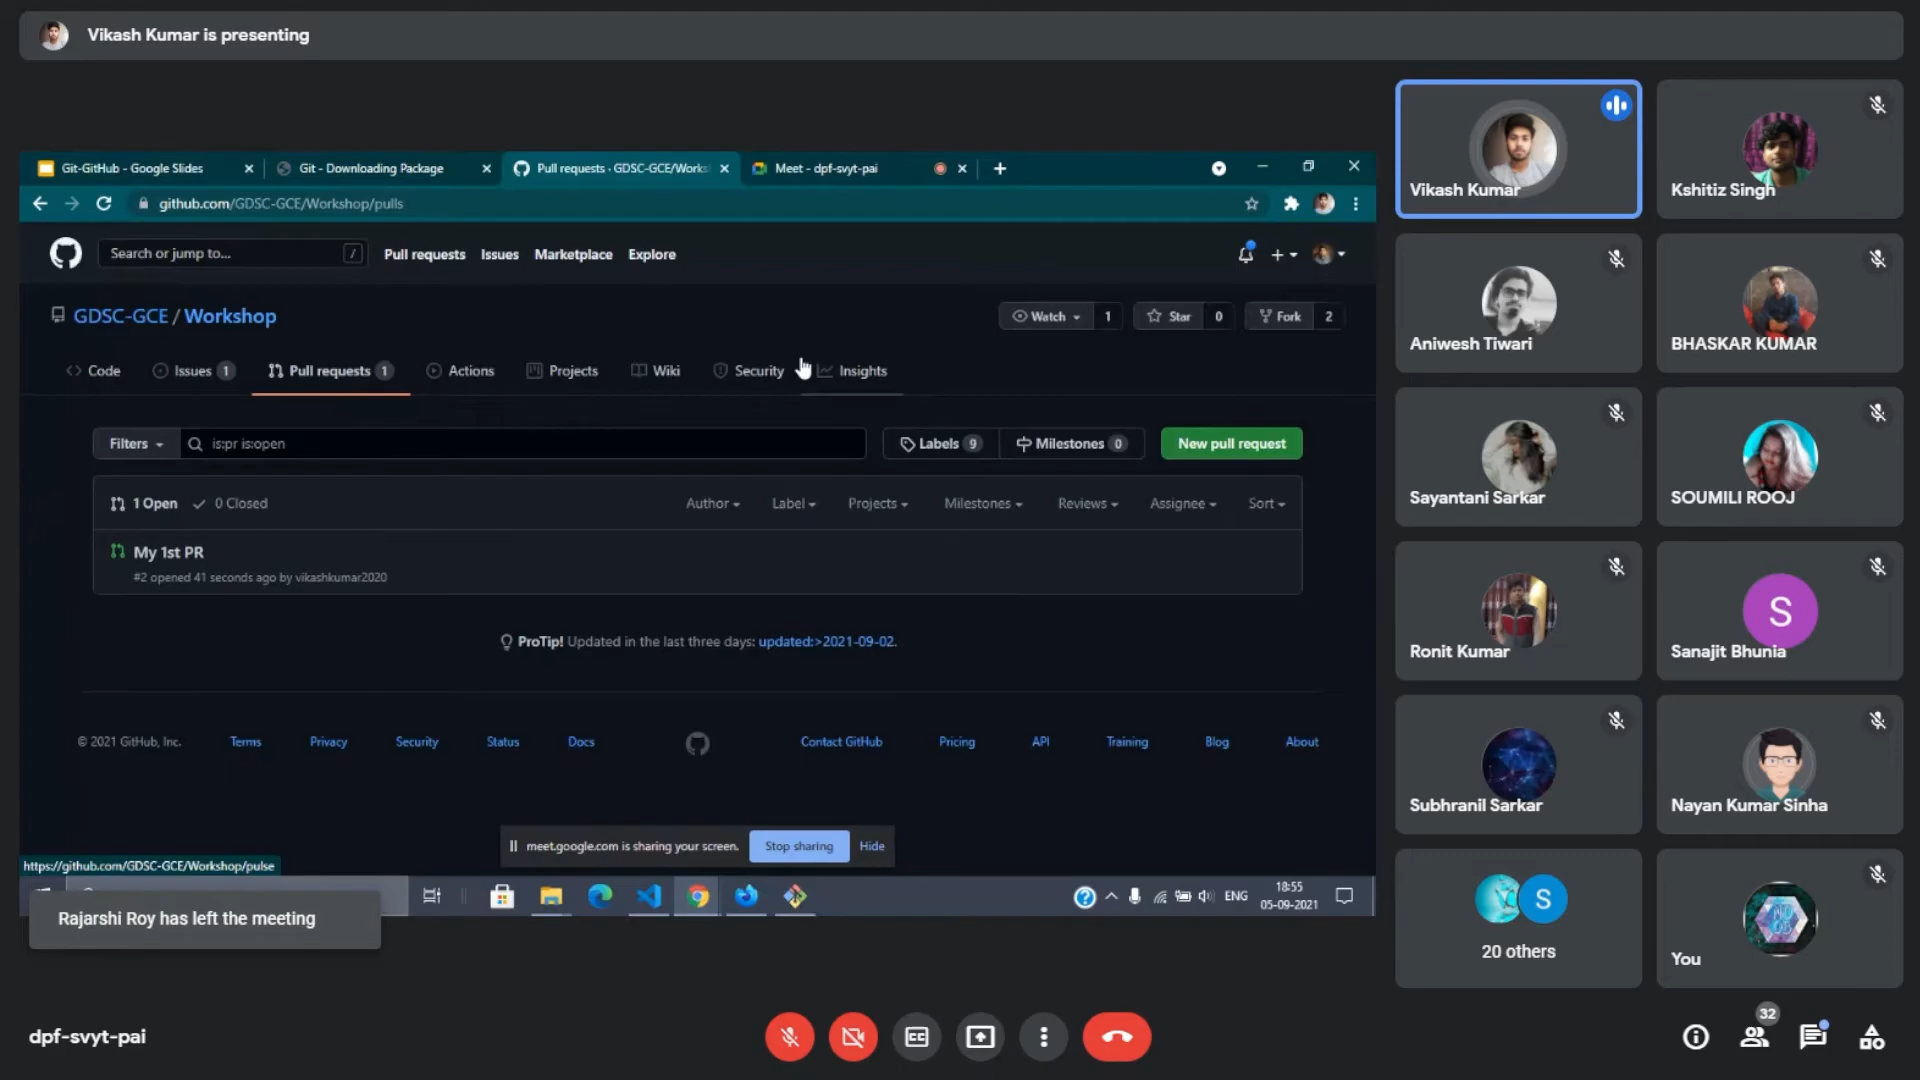 Vikash Kumar is presenting
Git-GitHub - Google Slides
Git - Downloading Package
Pull requests · GDSC-GCE/Works
Meet - dpf-svyt-pai
github.com/GDSC-GCE/Workshop/pulls
Search or jump to... /
Pull requests Issues Marketplace Explore
GDSC-GCE / Workshop
Watch 1 Star 0 Fork 2
Code Issues 1 Pull requests 1 Actions Projects Wiki Security Insights
Filters is:pr is:open Labels 9 Milestones 0 New pull request
1 Open 0 Closed Author Label Projects Milestones Reviews Assignee Sort
My 1st PR
#2 opened 41 seconds ago by vikashkumar2020
ProTip! Updated in the last three days: updated:>2021-09-02.
© 2021 GitHub, Inc. Terms Privacy Security Status Docs Contact GitHub Pricing API Training Blog About
meet.google.com is sharing your screen. Stop sharing Hide
https://github.com/GDSC-GCE/Workshop/pulse
ENG
18:55
05-09-2021
Rajarshi Roy has left the meeting
Vikash Kumar
Kshitiz Singh
Aniwesh Tiwari
BHASKAR KUMAR
Sayantani Sarkar
SOUMILI ROOJ
Ronit Kumar
S
Sanajit Bhunia
Subhranil Sarkar
Nayan Kumar Sinha
S
20 others
You
dpf-svyt-pai
CC
32